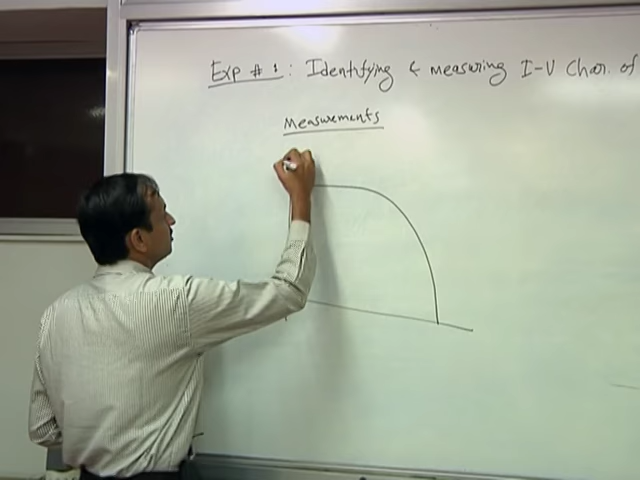 Exp # 1: Identifying & measuring I-V Char. of
Measurements